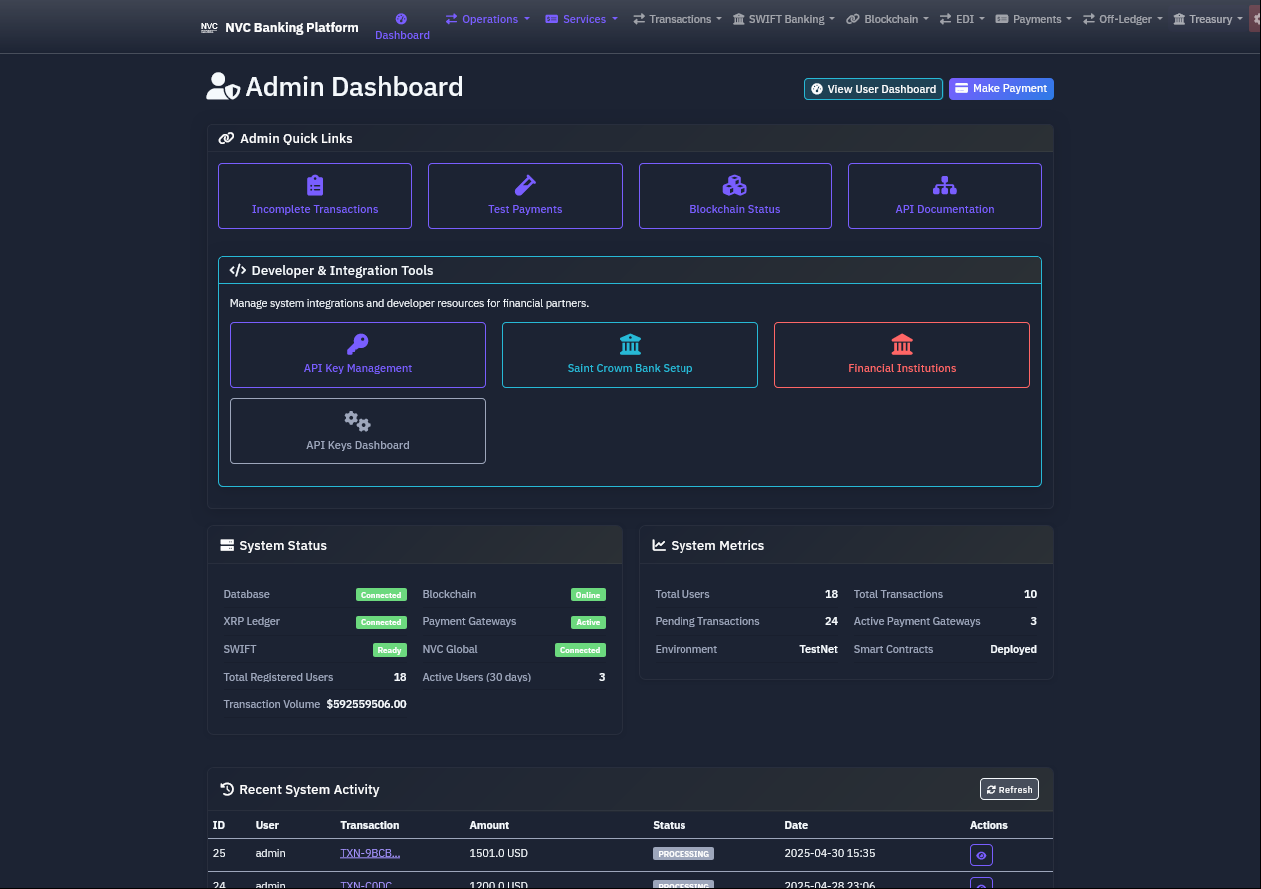 NVC
NVC Banking Platform
Dashboard
Operations
Services
Transactions
SWIFT Banking
Blockchain
EDI
Payments
Off-Ledger
Treasury
Admin Dashboard
View User Dashboard
Make Payment
Admin Quick Links
Incomplete Transactions
Test Payments
Blockchain Status
API Documentation
Developer & Integration Tools
Manage system integrations and developer resources for financial partners.
API Key Management
Saint Crowm Bank Setup
Financial Institutions
API Keys Dashboard
System Status
Database Connected Blockchain Online
XRP Ledger Connected Payment Gateways Active
SWIFT Ready NVC Global Connected
Total Registered Users 18 Active Users (30 days) 3
Transaction Volume $592559506.00
System Metrics
Total Users 18 Total Transactions 10
Pending Transactions 24 Active Payment Gateways 3
Environment TestNet Smart Contracts Deployed
Recent System Activity
Refresh
ID User Transaction Amount Status Date Actions
25 admin TXN-9BCB... 1501.0 USD PROCESSING 2025-04-30 15:35
24 admin TXN-C0DC... 1200.0 USD PROCESSING 2025-04-28 23:06